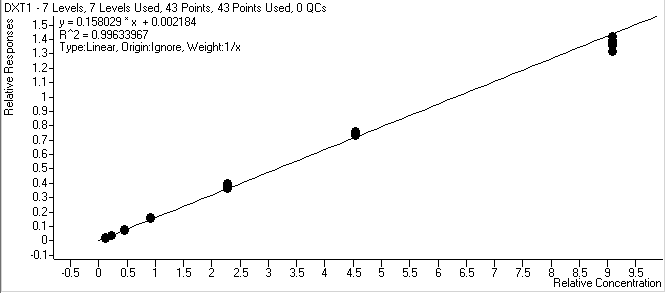 DXT1 - 7 Levels, 7 Levels Used, 43 Points, 43 Points Used, 0 QCs
y = 0.158029 * x + 0.002184
R^2 = 0.99633967
Type:Linear, Origin:Ignore, Weight:1/x
Relative Responses
1.5
1.4
1.3
1.2
1.1
1
0.9
0.8
0.7
0.6
0.5
0.4
0.3
0.2
0.1
0
-0.1
-0.5 0 0.5 1 1.5 2 2.5 3 3.5 4 4.5 5 5.5 6 6.5 7 7.5 8 8.5 9 9.5
Relative Concentration